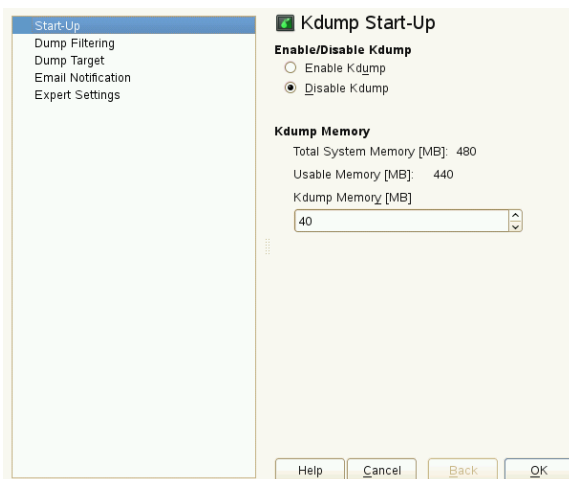 Start-Up
Dump Filtering
Dump Target
Email Notification
Expert Settings
Kdump Start-Up
Enable/Disable Kdump
Enable Kdump
Disable Kdump
Kdump Memory
Total System Memory [MB]: 480
Usable Memory [MB]: 440
Kdump Memory [MB]
40
Help Cancel Back OK